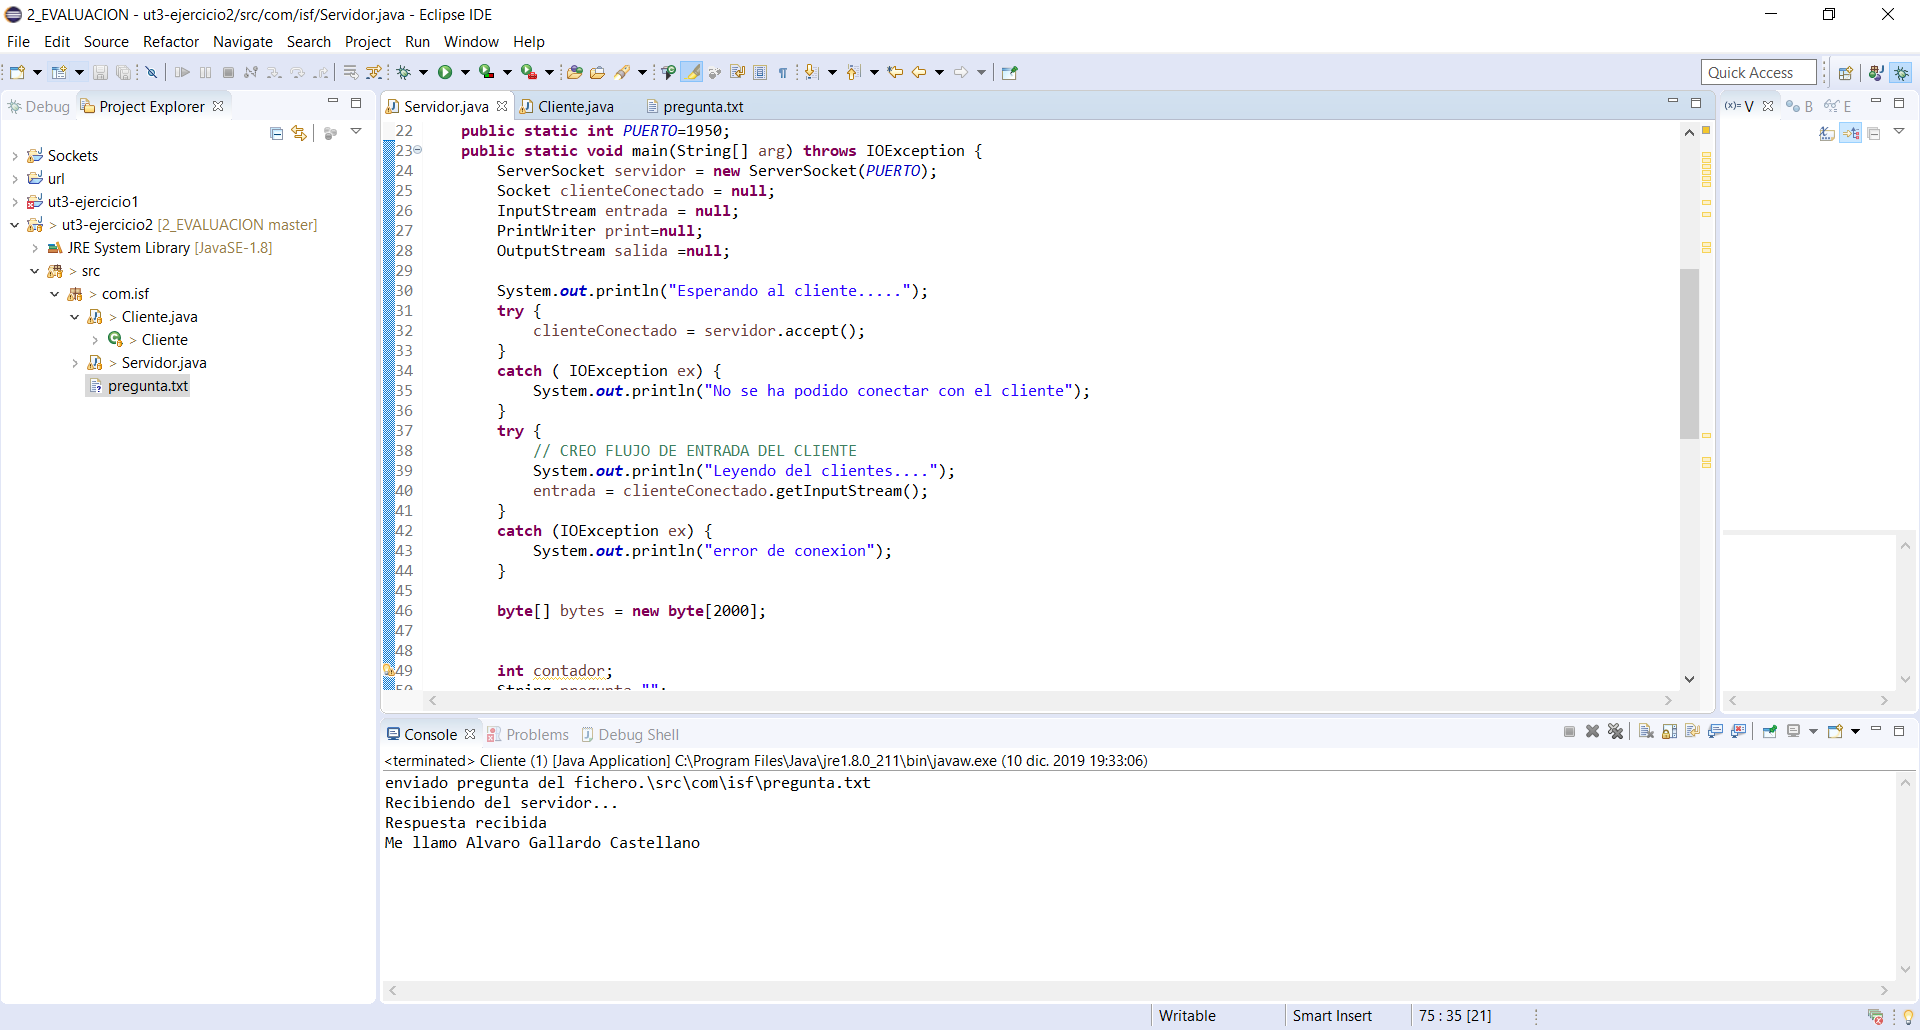 2_EVALUACION - ut3-ejercicio2/src/com/isf/Servidor.java - Eclipse IDE
File Edit Source Refactor Navigate Search Project Run Window Help
Quick Access
Debug Project Explorer
Sockets
url
ut3-ejercicio1
> ut3-ejercicio2 [2_EVALUACION master]
JRE System Library [JavaSE-1.8]
> src
> com.isf
> Cliente.java
> Cliente
> Servidor.java
pregunta.txt
Servidor.java Cliente.java pregunta.txt
22 public static int PUERTO=1950;
23 public static void main(String[] arg) throws IOException {
24 ServerSocket servidor = new ServerSocket(PUERTO);
25 Socket clienteConectado = null;
26 InputStream entrada = null;
27 PrintWriter print=null;
28 OutputStream salida =null;
29
30 System.out.println("Esperando al cliente.....");
31 try {
32 clienteConectado = servidor.accept();
33 }
34 catch ( IOException ex) {
35 System.out.println("No se ha podido conectar con el cliente");
36 }
37 try {
38 // CREO FLUJO DE ENTRADA DEL CLIENTE
39 System.out.println("Leyendo del clientes....");
40 entrada = clienteConectado.getInputStream();
41 }
42 catch (IOException ex) {
43 System.out.println("error de conexion");
44 }
45
46 byte[] bytes = new byte[2000];
47
48
49 int contador;
(x)= V B E
Console Problems Debug Shell
<terminated> Cliente (1) [Java Application] C:\Program Files\Java\jre1.8.0_211\bin\javaw.exe (10 dic. 2019 19:33:06)
enviado pregunta del fichero.\src\com\isf\pregunta.txt
Recibiendo del servidor...
Respuesta recibida
Me llamo Alvaro Gallardo Castellano
Writable Smart Insert 75 : 35 [21]